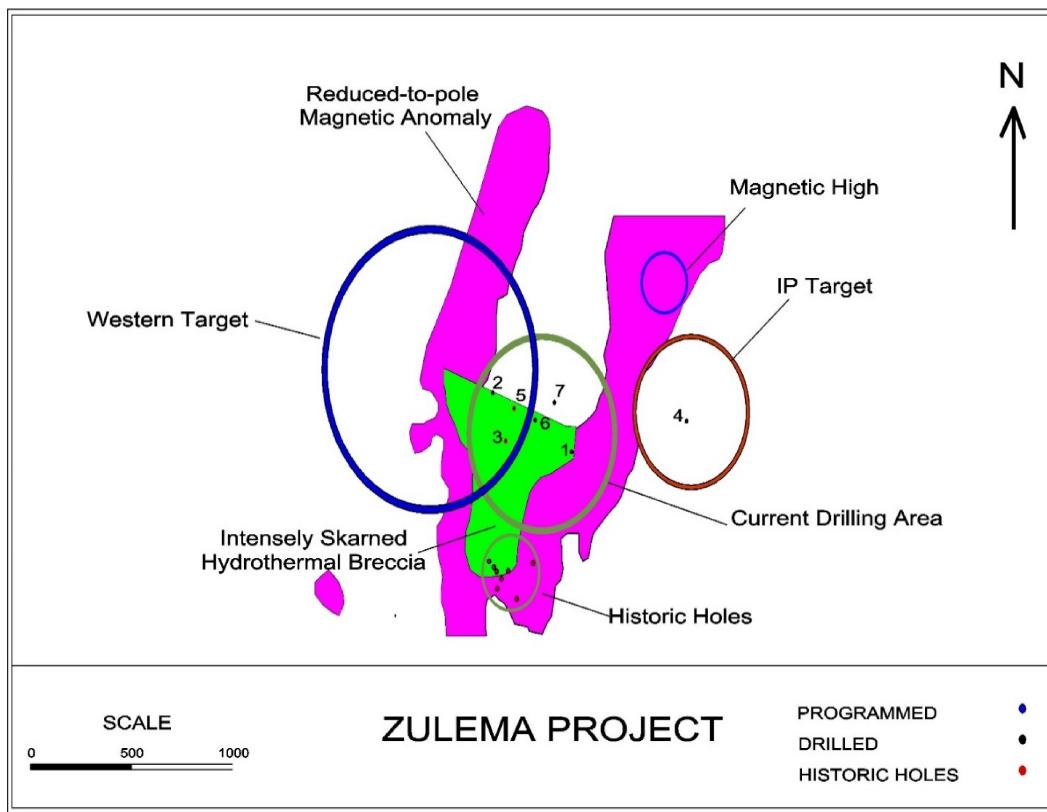 Reduced-to-pole
Magnetic Anomaly
N
Magnetic High
IP Target
Western Target
2
5
7
4
6
3
1
Current Drilling Area
Intensely Skarned
Hydrothermal Breccia
Historic Holes
SCALE
0 500 1000
ZULEMA PROJECT
PROGRAMMED
DRILLED
HISTORIC HOLES